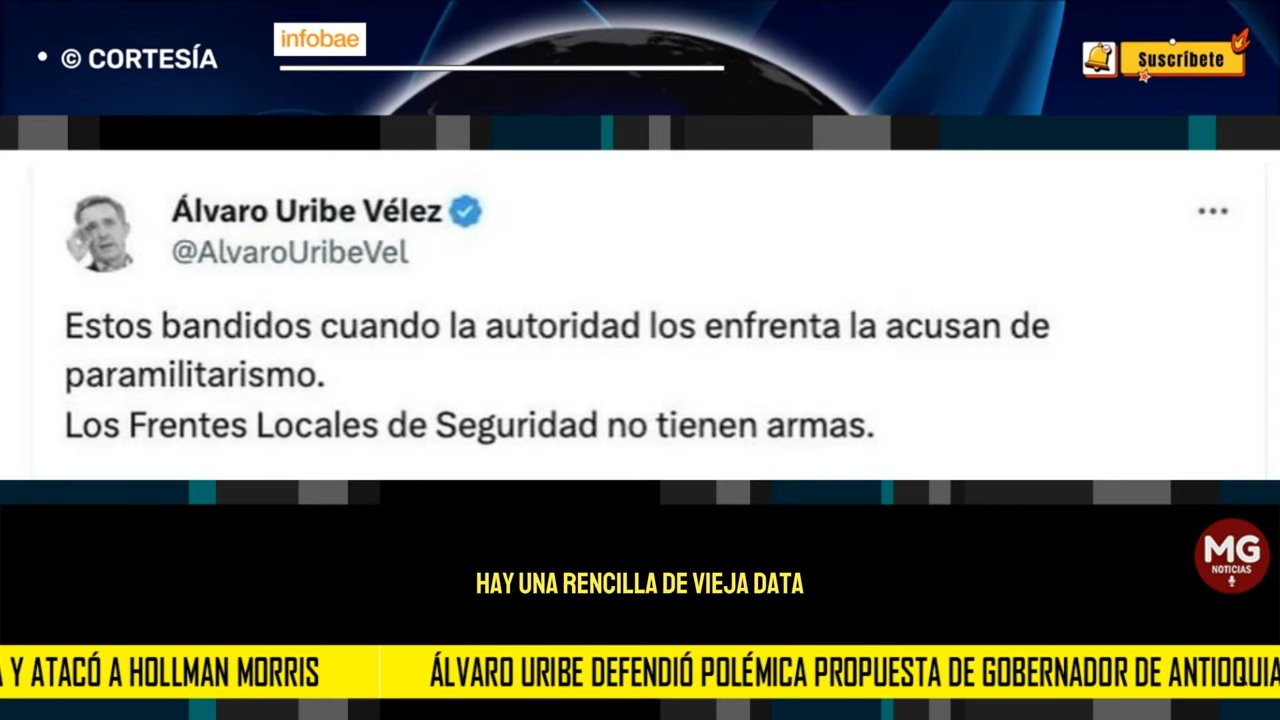 • © CORTESÍA
infobae
Suscríbete
Álvaro Uribe Vélez
@AlvaroUribeVel
Estos bandidos cuando la autoridad los enfrenta la acusan de
paramilitarismo.
Los Frentes Locales de Seguridad no tienen armas.
MG
NOTICIAS
HAY UNA RENCILLA DE VIEJA DATA
A Y ATACÓ A HOLLMAN MORRIS ÁLVARO URIBE DEFENDIÓ POLÉMICA PROPUESTA DE GOBERNADOR DE ANTIOQUIA